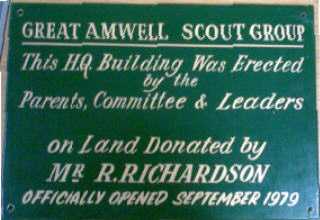 GREAT AMWELL SCOUT GROUP
This H.Q. Building Was Erected
by the
Parents, Committee & Leaders
on Land Donated by
MR R. RICHARDSON
OFFICIALLY OPENED SEPTEMBER 1979